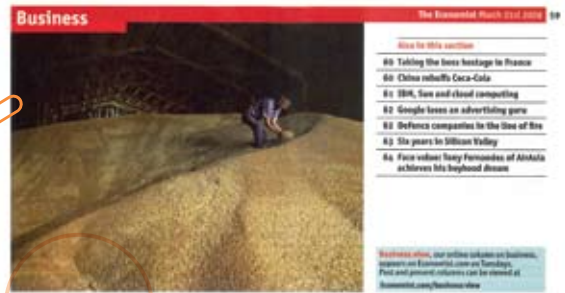 Business
The Economist March 21st 2009 59
Also in this section
60 Taking the boss hostage in France
60 China rebuffs Coca-Cola
61 IBM, Sun and cloud computing
62 Google loses an advertising guru
62 Defence companies in the line of fire
63 Six years in Silicon Valley
64 Face value: Tony Fernandes of AirAsia
achieves his boyhood dream
Business.view, our online column on business,
appears on Economist.com on Tuesdays.
Past and present columns can be viewed at
Economist.com/business-view